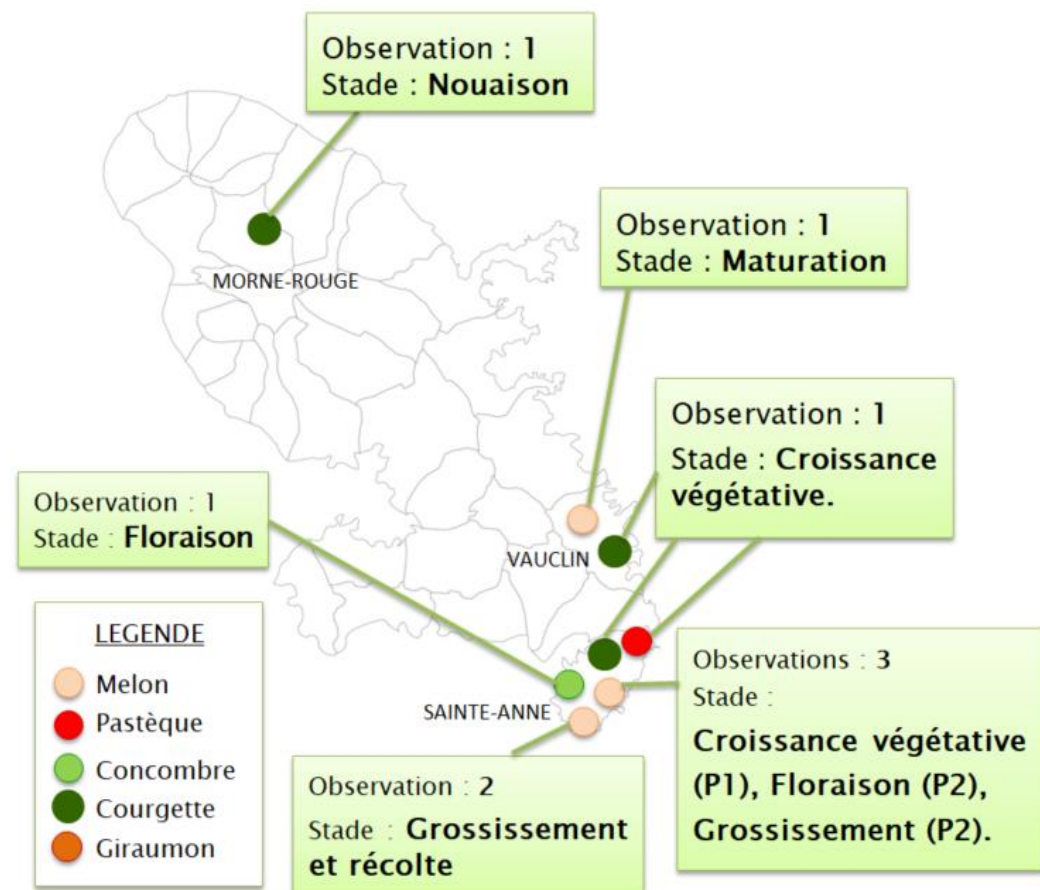 Observation : 1
Stade : Nouaison
MORNE-ROUGE
Observation : 1
Stade : Maturation
Observation : 1
Stade : Croissance
végétative.
Observation : 1
Stade : Floraison
VAUCLIN
LEGENDE
Melon
Pastèque
Concombre
Courgette
Giraumon
SAINTE-ANNE
Observations : 3
Stade :
Croissance végétative
(P1), Floraison (P2),
Grossissement (P2).
Observation : 2
Stade : Grossissement
et récolte